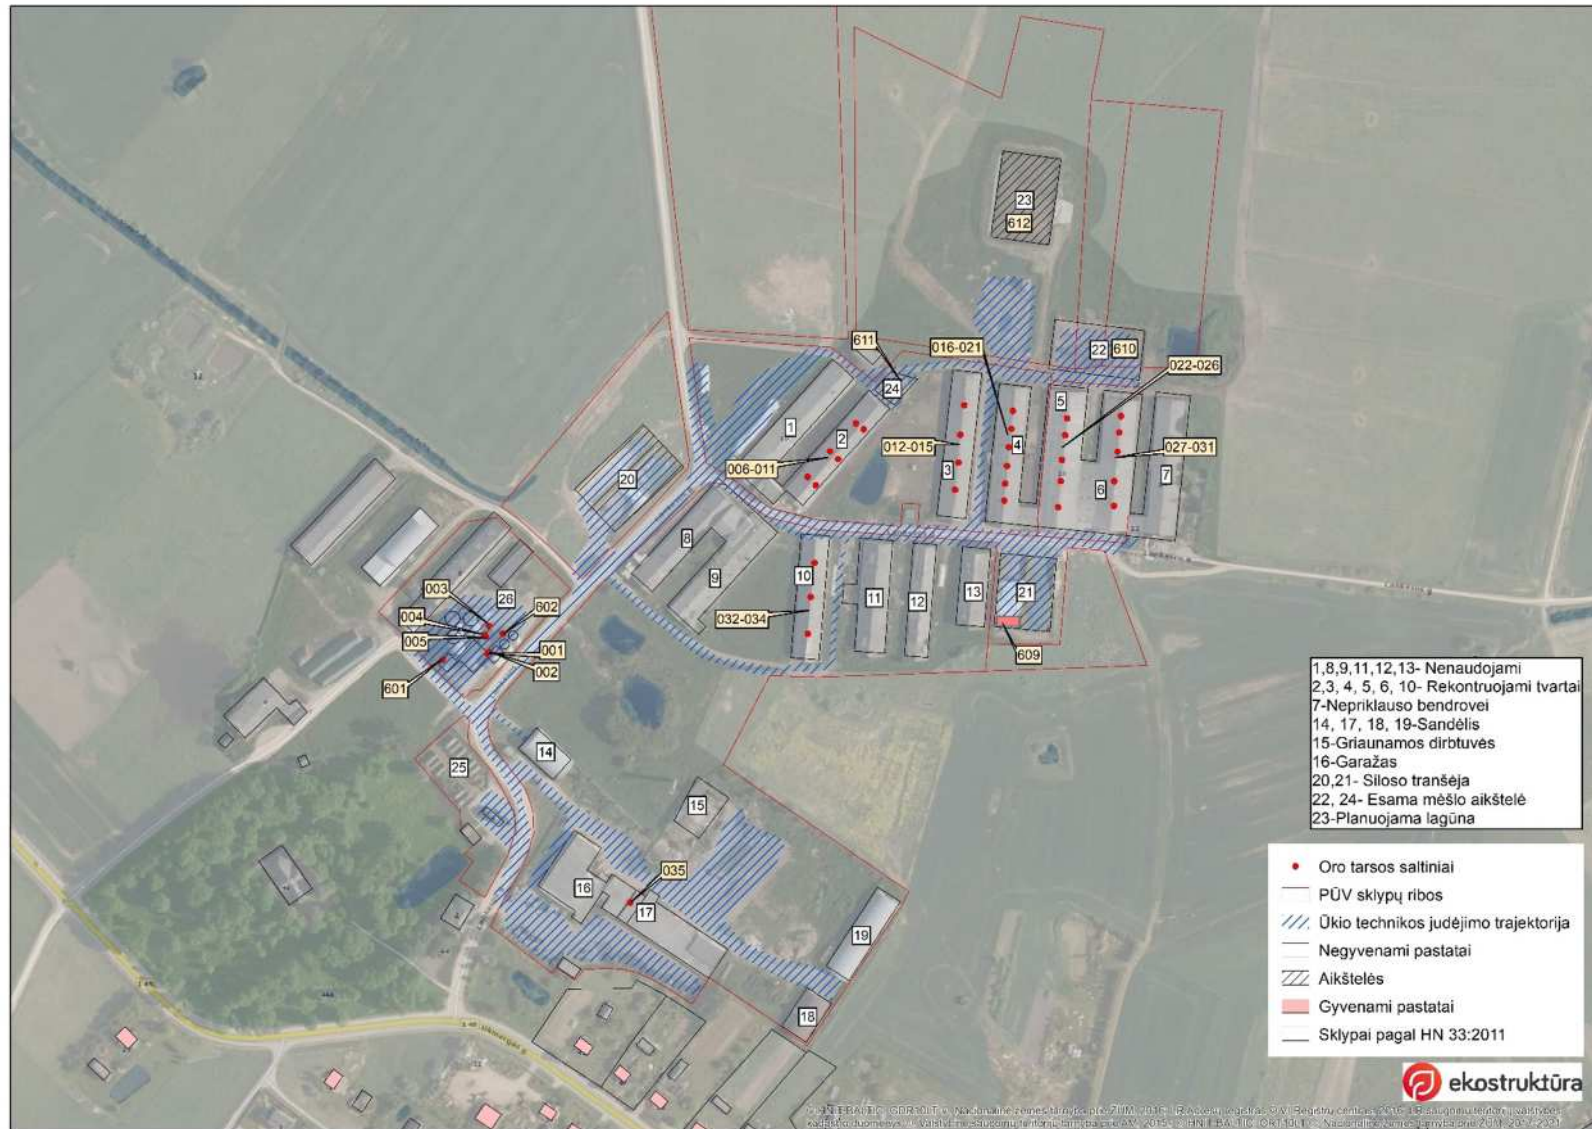 23
612
611
016-021
22
610
022-026
24
5
1
2
012-015
4
027-031
006-011
3
6
7
20
8
9
10
11
12
13
21
032-034
609
003
26
602
004
005
001
002
601
14
25
15
035
16
17
19
18
1,8,9,11,12,13- Nenaudojami
2,3, 4, 5, 6, 10- Rekontruojami tvartai
7-Nepriklauso bendrovei
14, 17, 18, 19-Sandėlis
15-Griaunamos dirbtuvės
16-Garažas
20,21- Siloso tranšėja
22, 24- Esama mėšlo aikštelė
23-Planuojama lagūna
Oro tarsos saltiniai
PŪV sklypų ribos
Ūkio technikos judėjimo trajektorija
Negyvenami pastatai
Aikštelės
Gyvenami pastatai
Sklypai pagal HN 33:2011
ekostruktūra